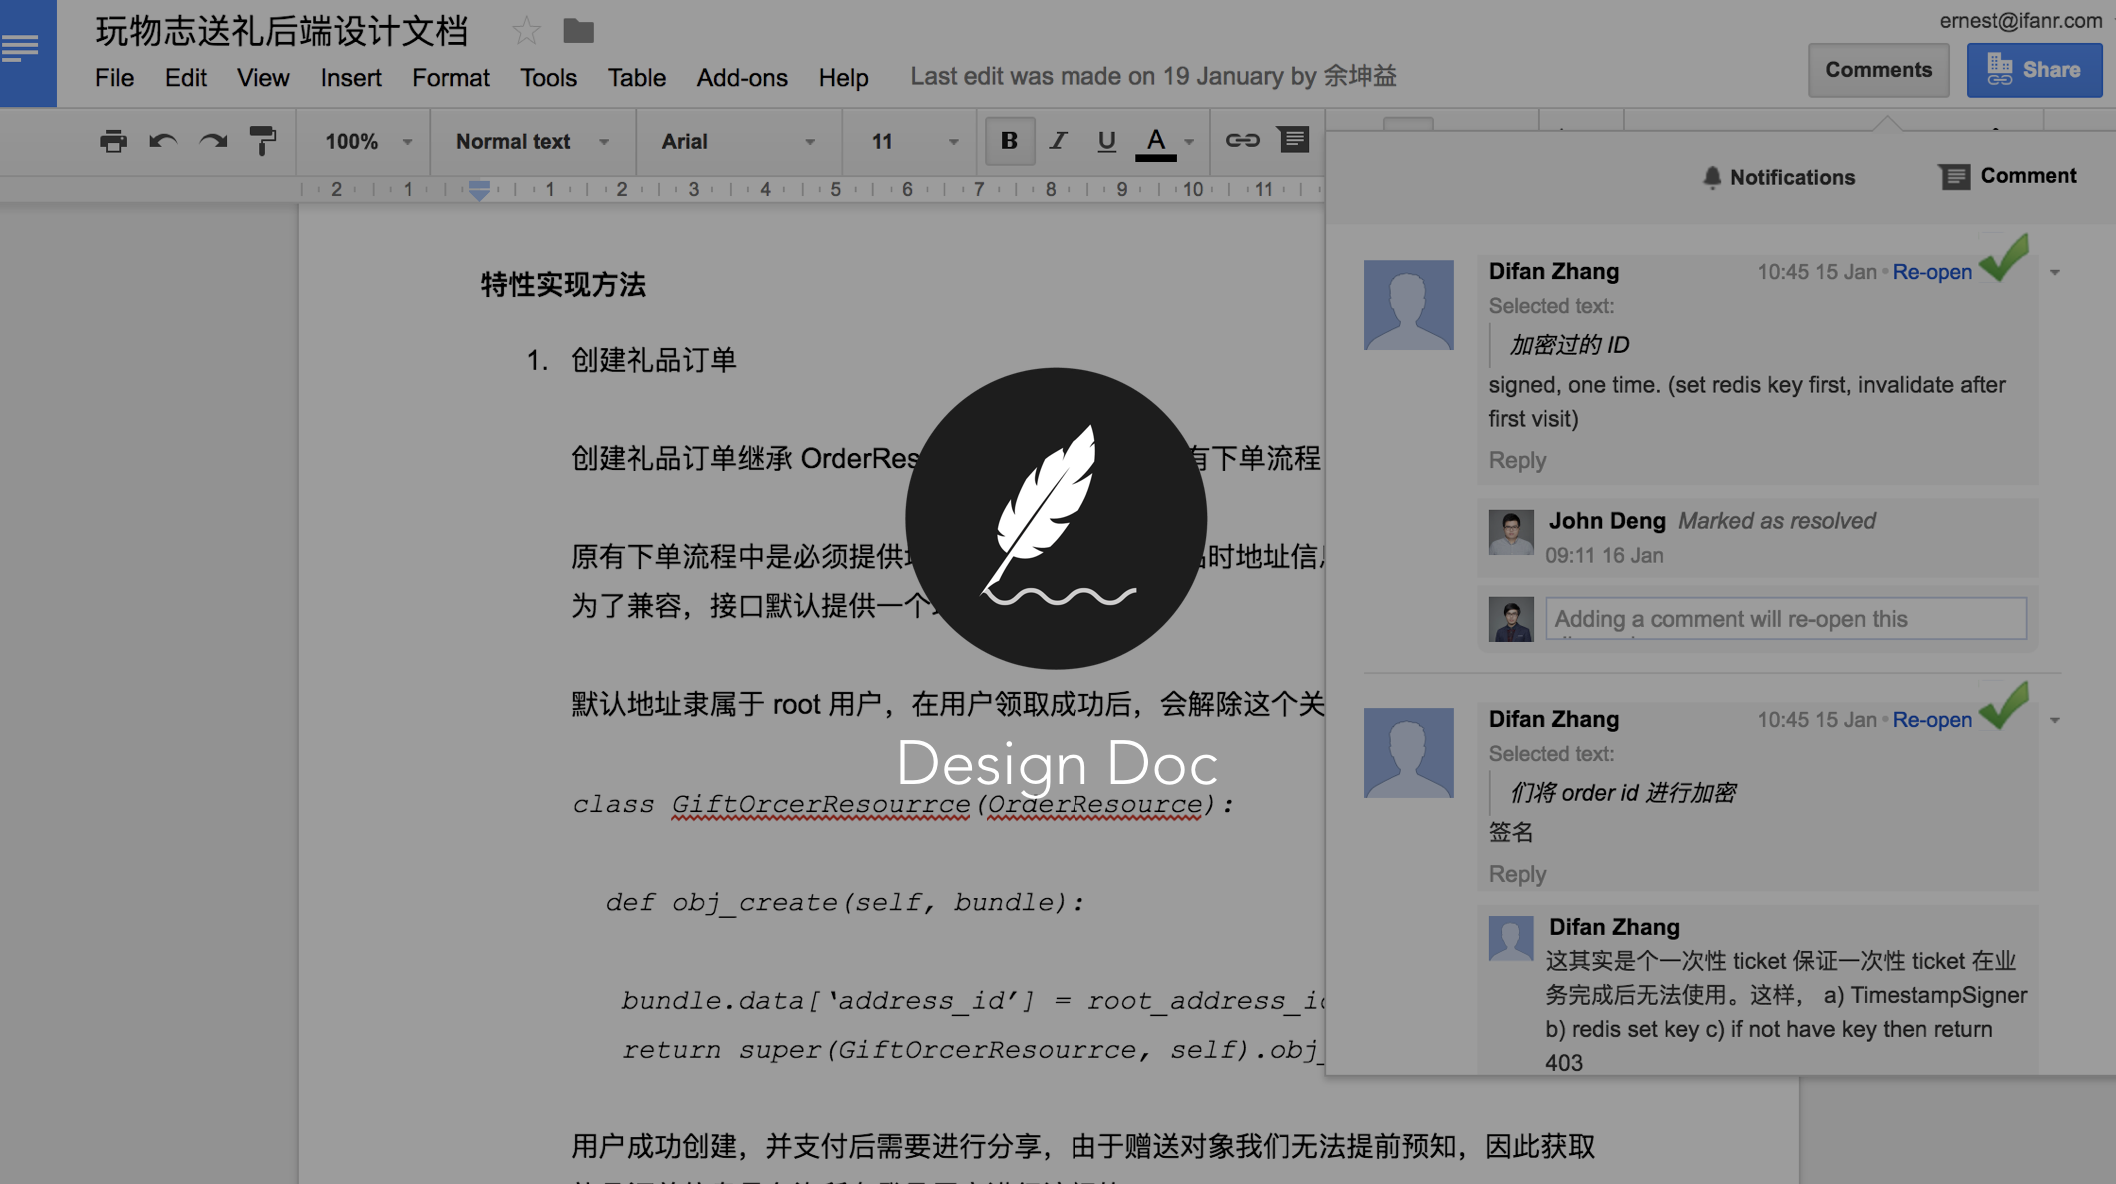 玩物志送礼后端设计文档
ernest@ifanr.com
File Edit View Insert Format Tools Table Add-ons Help
Last edit was made on 19 January by 余坤益
Comments
Share
100% Normal text Arial 11 B I U A
2 1 1 2 3 4 5 6 7 8 9 10 11
Notifications
Comment
特性实现方法
1. 创建礼品订单
创建礼品订单继承 OrderRes
有下单流程
原有下单流程中是必须提供
时地址信
为了兼容，接口默认提供一个
默认地址隶属于 root 用户，在用户领取成功后，会解除这个关
Design Doc
class GiftOrcerResourrce(OrderResource):
def obj_create(self, bundle):
bundle.data[‘address_id’] = root_address_id
return super(GiftOrcerResourrce, self).obj_
用户成功创建，并支付后需要进行分享，由于赠送对象我们无法提前预知，因此获取
Difan Zhang
10:45 15 Jan • Re-open
Selected text:
加密过的 ID
signed, one time. (set redis key first, invalidate after
first visit)
Reply
John Deng Marked as resolved
09:11 16 Jan
Adding a comment will re-open this
Difan Zhang
10:45 15 Jan • Re-open
Selected text:
们将 order id 进行加密
签名
Reply
Difan Zhang
这其实是个一次性 ticket 保证一次性 ticket 在业
务完成后无法使用。这样， a) TimestampSigner
b) redis set key c) if not have key then return
403